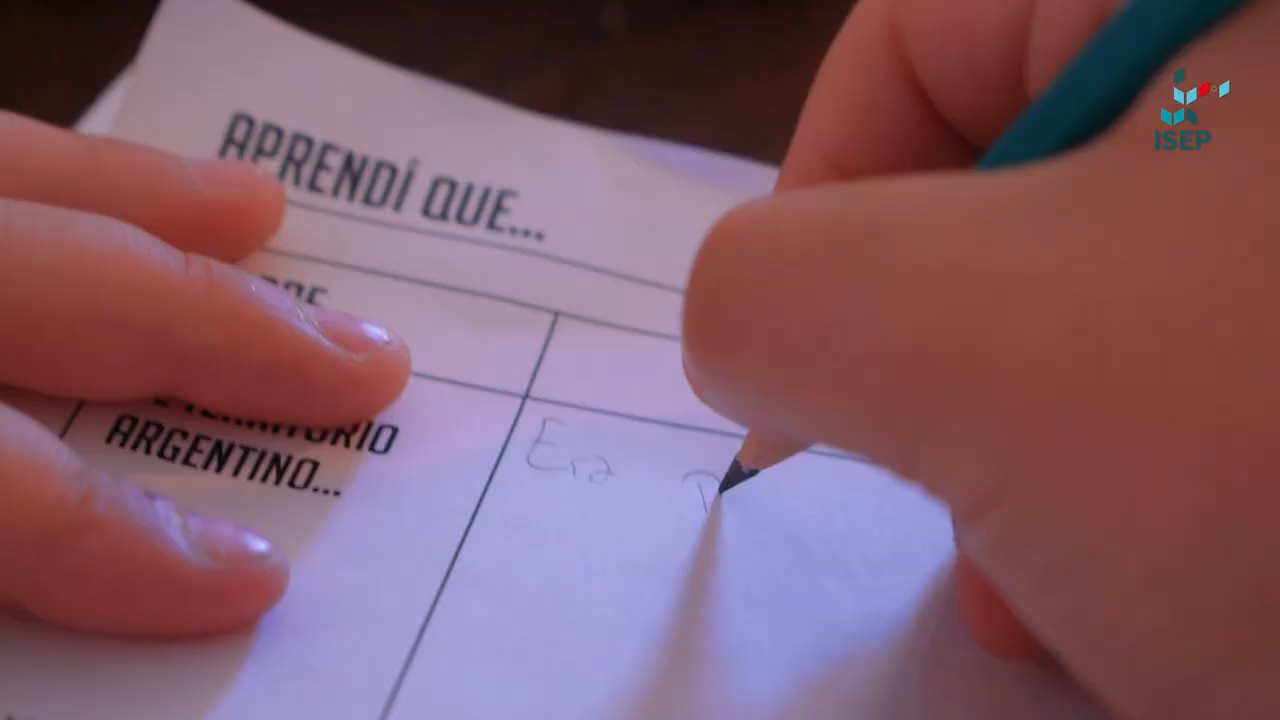 APRENDÍ QUE...
TERRITORIO
ARGENTINO...
Era
ISEP